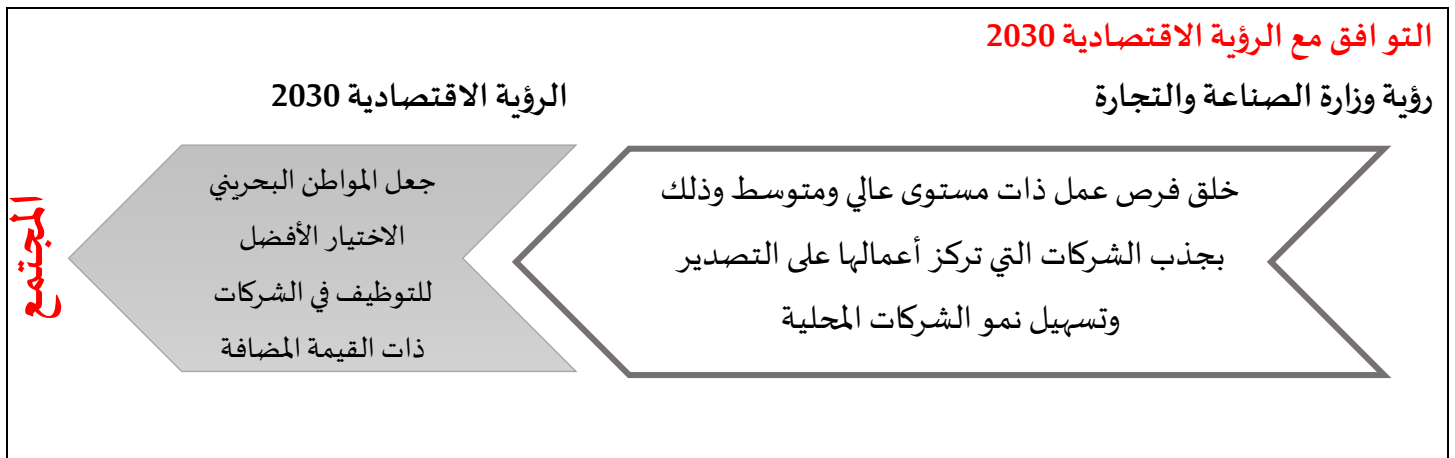 التوافق مع الرؤية الاقتصادية 2030
رؤية وزارة الصناعة والتجارة
الرؤية الاقتصادية 2030
خلق فرص عمل ذات مستوى عالي ومتوسط وذلك
بجذب الشركات التي تركز أعمالها على التصدير
وتسهيل نمو الشركات المحلية
جعل المواطن البحريني
الاختيار الأفضل
للتوظيف في الشركات
ذات القيمة المضافة
المجتمع